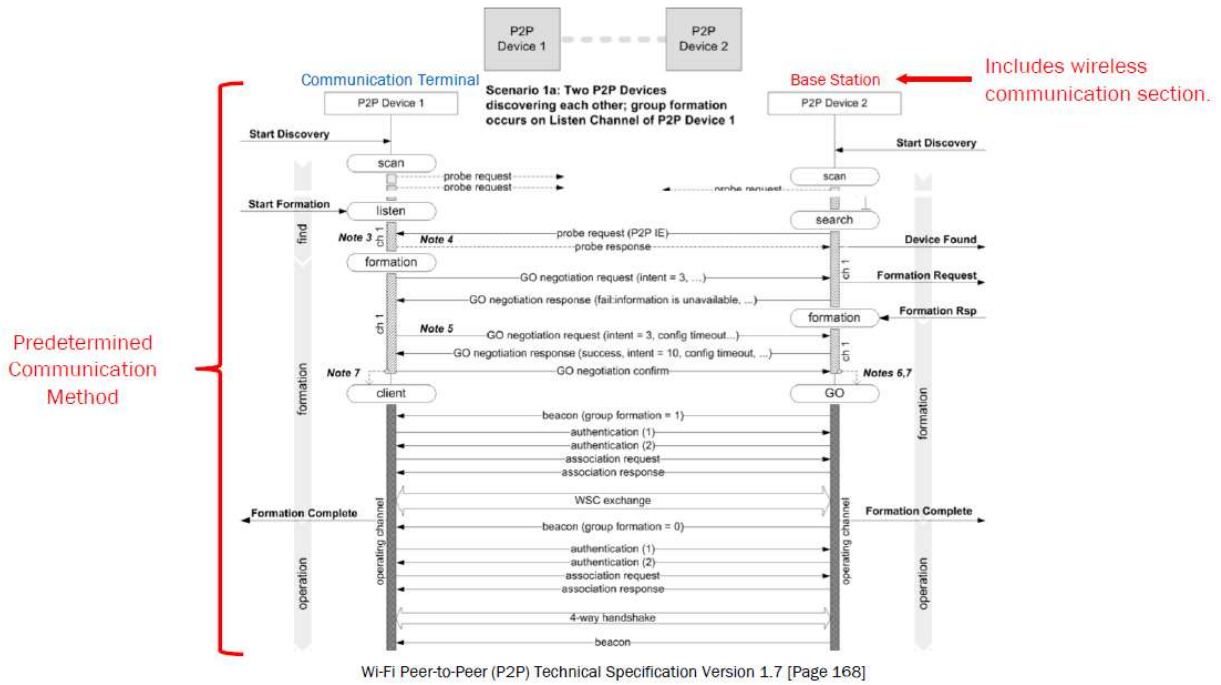 P2P
Device 1
P2P
Device 2
Communication Terminal
Base Station
Includes wireless
communication section.
Scenario 1a: Two P2P Devices
discovering each other; group formation
occurs on Listen Channel of P2P Device 1
P2P Device 1
P2P Device 2
Start Discovery
Start Discovery
scan
scan
probe request
probe request
probe request
Start Formation
listen
search
find
ch 1
Note 3
Note 4
probe request (P2P IE)
probe response
Device Found
ch 1
formation
GO negotiation request (intent = 3, ...)
Formation Request
GO negotiation response (fail:information is unavailable, ...)
formation
Formation Rsp
Predetermined
Communication
Method
ch 1
Note 5
GO negotiation request (intent = 3, config timeout...)
GO negotiation response (success, intent = 10, config timeout, ...)
ch 1
Note 7
GO negotiation confirm
Notes 6,7
formation
client
GO
formation
beacon (group formation = 1)
authentication (1)
authentication (2)
association request
association response
WSC exchange
Formation Complete
Formation Complete
operating channel
operating channel
beacon (group formation = 0)
authentication (1)
authentication (2)
association request
association response
operation
operation
4-way handshake
beacon
Wi-Fi Peer-to-Peer (P2P) Technical Specification Version 1.7 [Page 168]